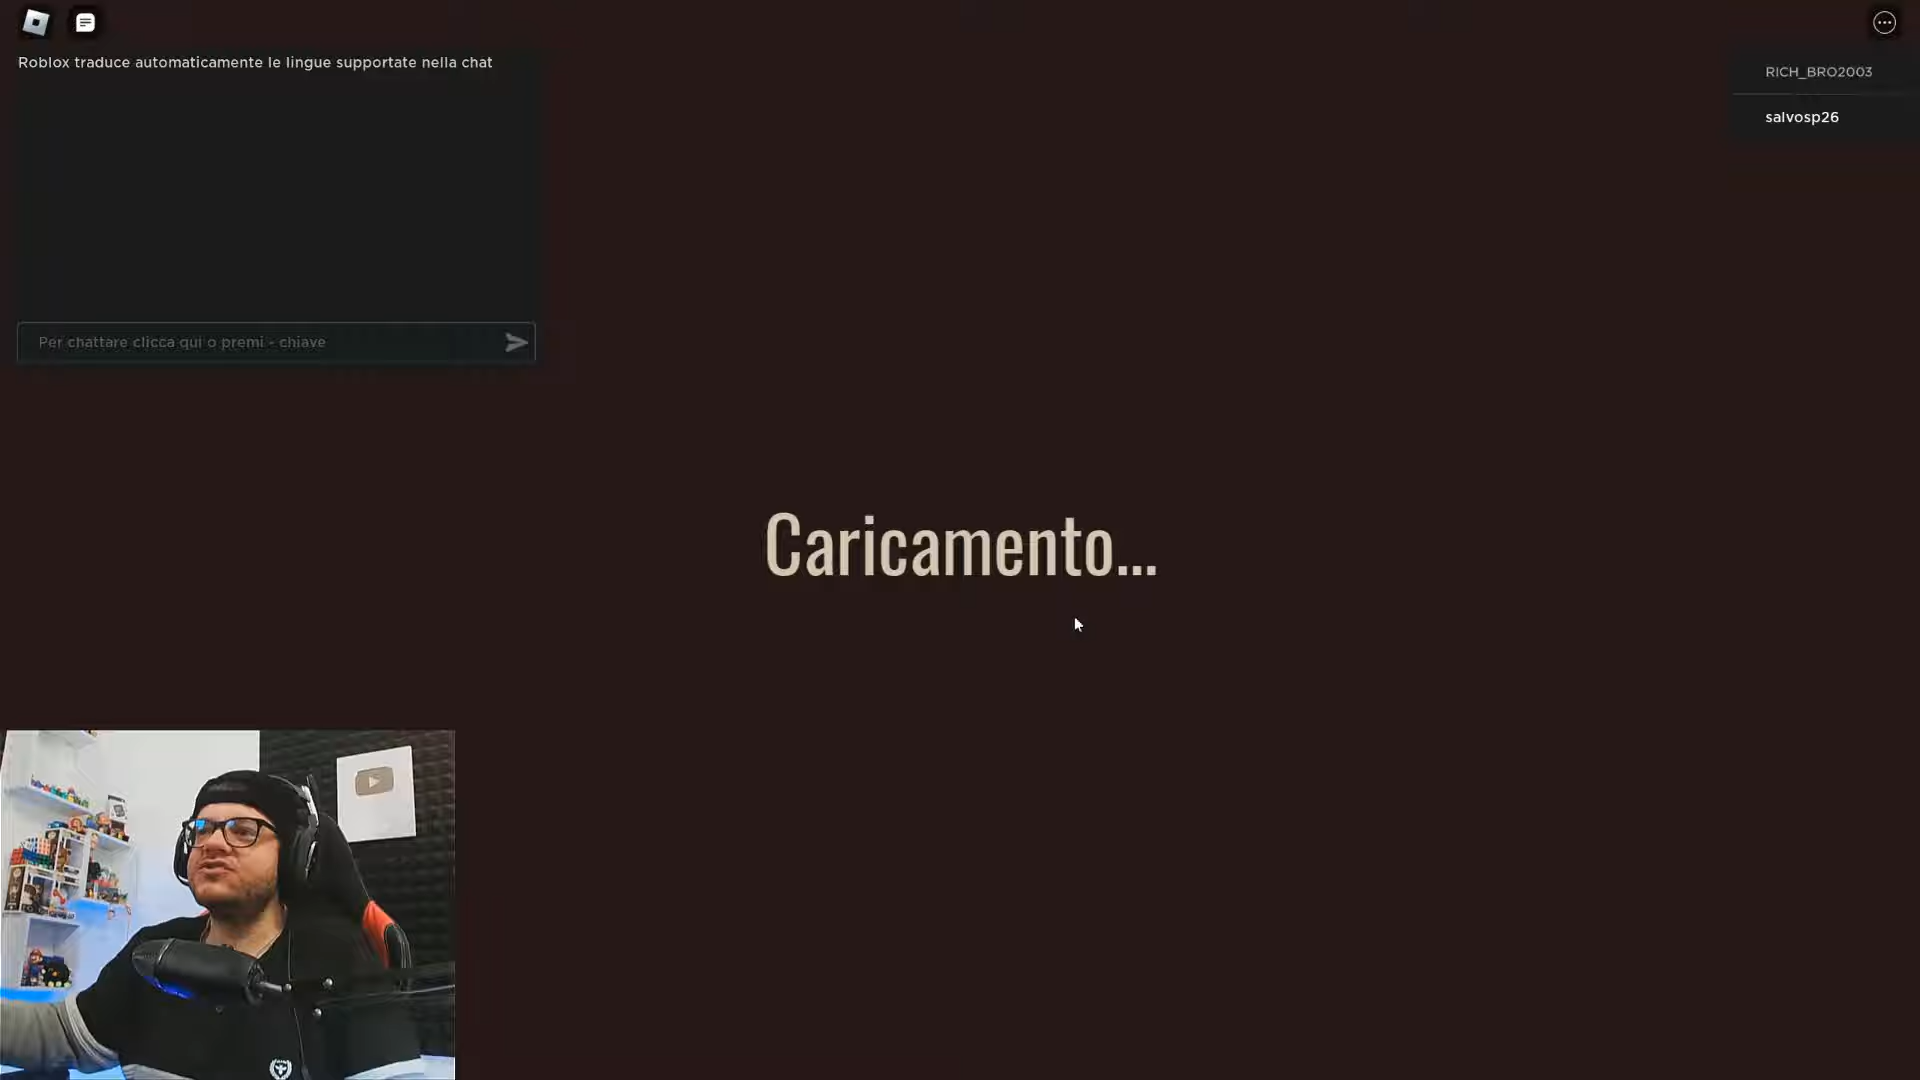 Roblox traduce automaticamente le lingue supportate nella chat
RICH_BRO2003
salvosp26
Per chattare clicca qui o premi - chiave
Caricamento...